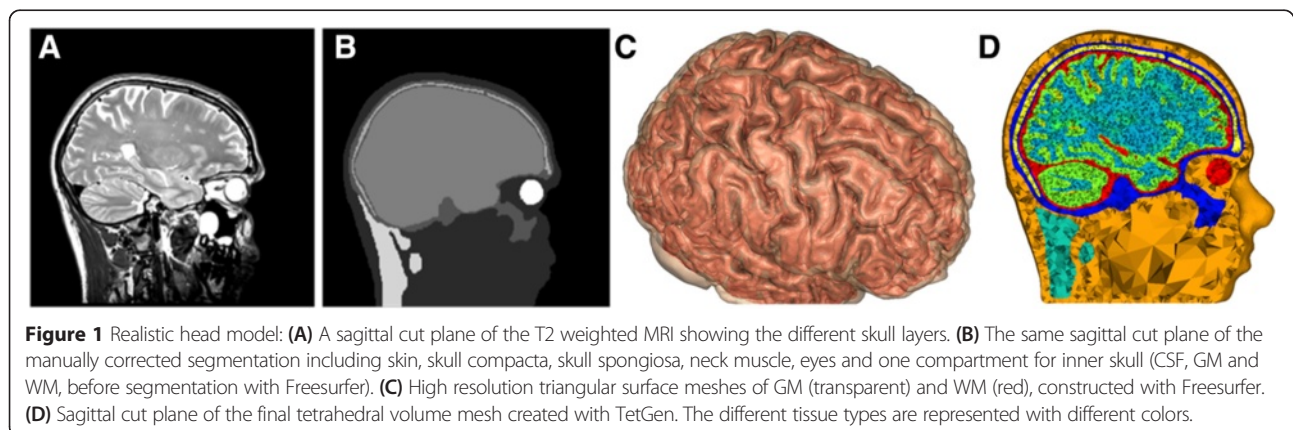 A
B
C
D
Figure 1 Realistic head model: (A) A sagittal cut plane of the T2 weighted MRI showing the different skull layers. (B) The same sagittal cut plane of the
manually corrected segmentation including skin, skull compacta, skull spongiosa, neck muscle, eyes and one compartment for inner skull (CSF, GM and
WM, before segmentation with Freesurfer). (C) High resolution triangular surface meshes of GM (transparent) and WM (red), constructed with Freesurfer.
(D) Sagittal cut plane of the final tetrahedral volume mesh created with TetGen. The different tissue types are represented with different colors.